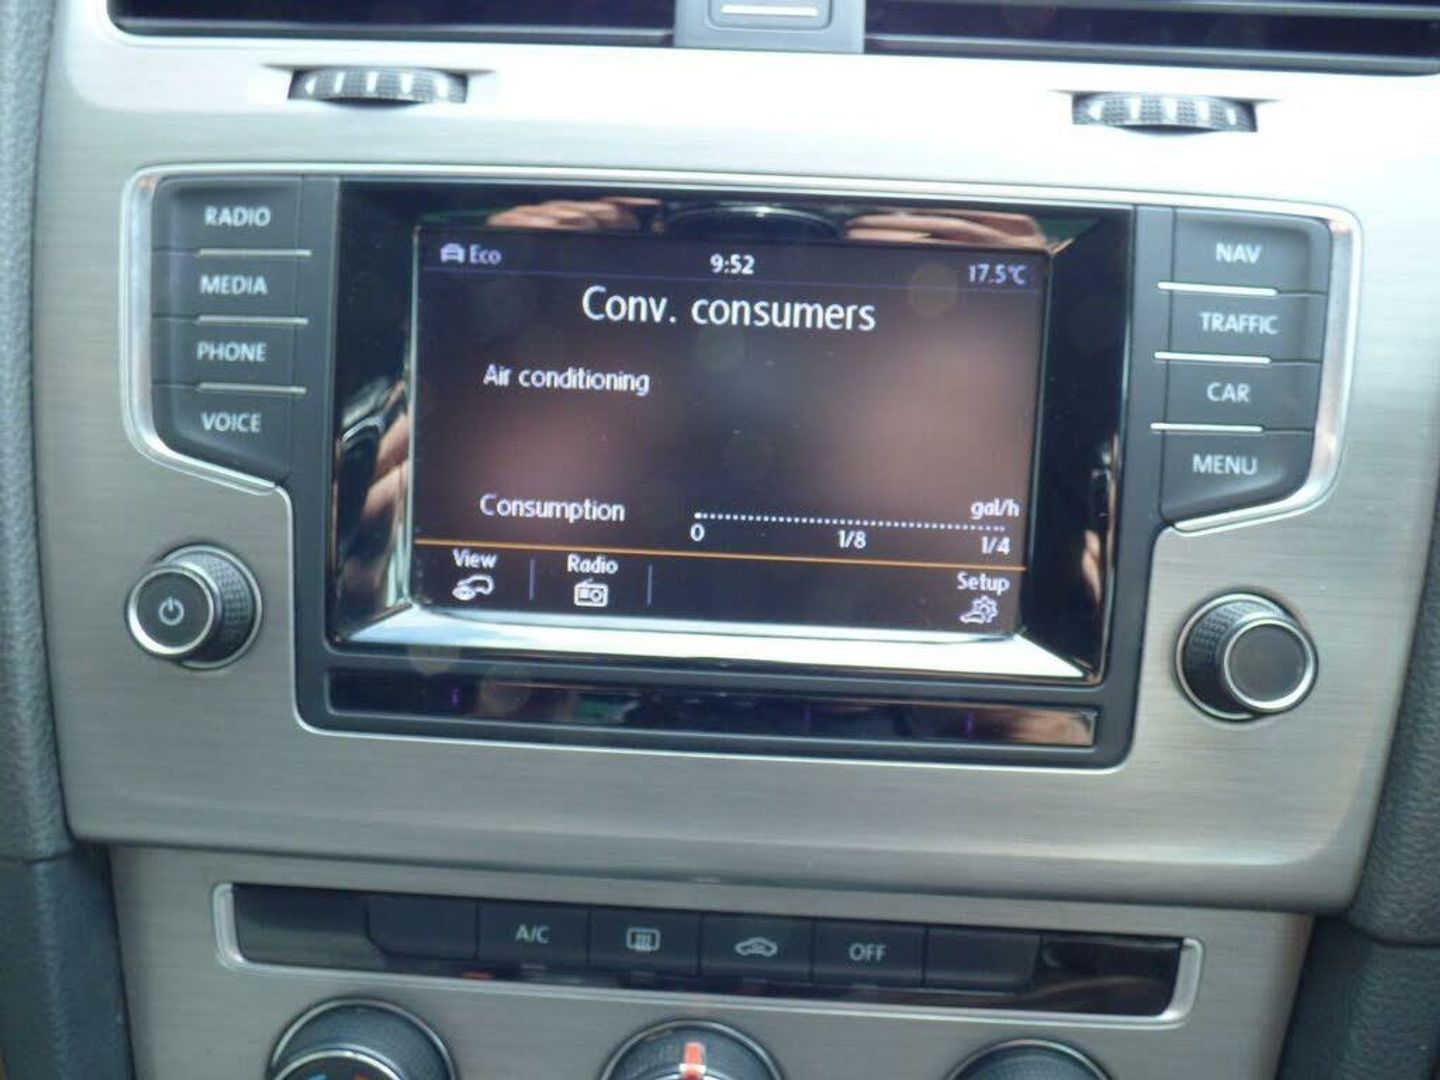 RADIO
MEDIA
PHONE
VOICE
Eco
9:52
17.5°C
Conv. consumers
Air conditioning
Consumption
gal/h
0
1/8
1/4
View
Radio
Setup
NAV
TRAFFIC
CAR
MENU
A/C
OFF